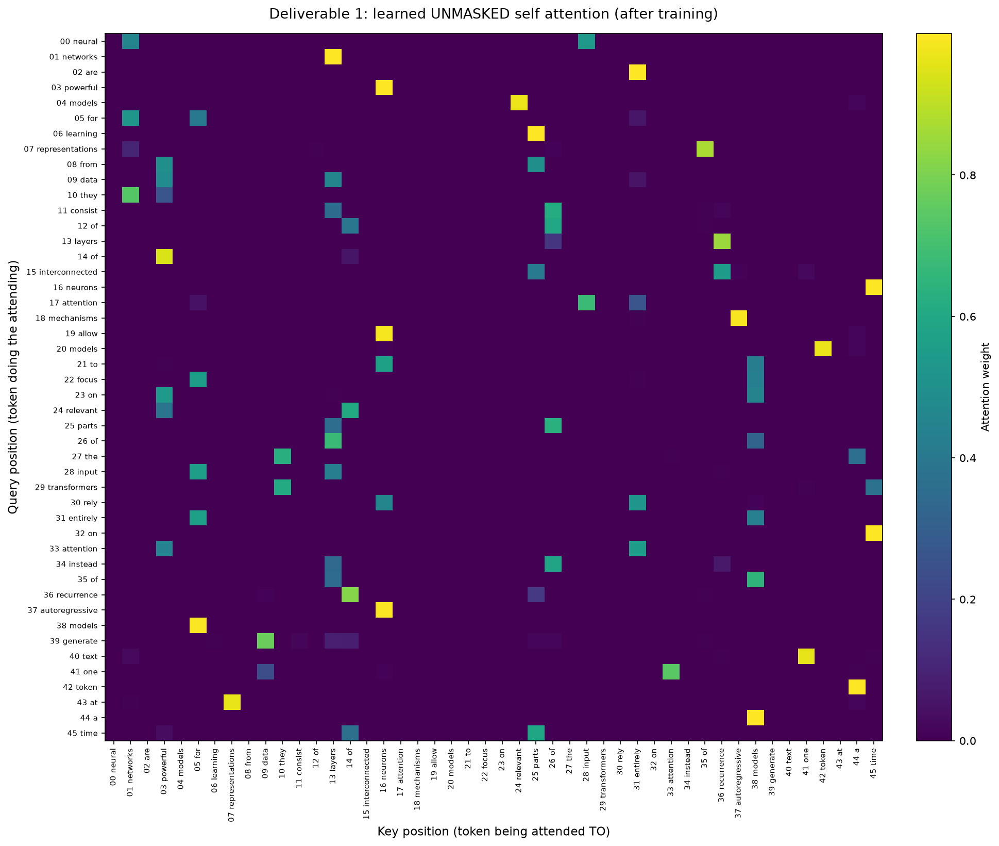 Deliverable 1: learned UNMASKED self attention (after training)
Query position (token doing the attending)
00 neural
01 networks
02 are
03 powerful
04 models
05 for
06 learning
07 representations
08 from
09 data
10 they
11 consist
12 of
13 layers
14 of
15 interconnected
16 neurons
17 attention
18 mechanisms
19 allow
20 models
21 to
22 focus
23 on
24 relevant
25 parts
26 of
27 the
28 input
29 transformers
30 rely
31 entirely
32 on
33 attention
34 instead
35 of
36 recurrence
37 autoregressive
38 models
39 generate
40 text
41 one
42 token
43 at
44 a
45 time
00 neural
01 networks
02 are
03 powerful
04 models
05 for
06 learning
07 representations
08 from
09 data
10 they
11 consist
12 of
13 layers
14 of
15 interconnected
16 neurons
17 attention
18 mechanisms
19 allow
20 models
21 to
22 focus
23 on
24 relevant
25 parts
26 of
27 the
28 input
29 transformers
30 rely
31 entirely
32 on
33 attention
34 instead
35 of
36 recurrence
37 autoregressive
38 models
39 generate
40 text
41 one
42 token
43 at
44 a
45 time
Key position (token being attended TO)
0.8
0.6
0.4
0.2
0.0
Attention weight